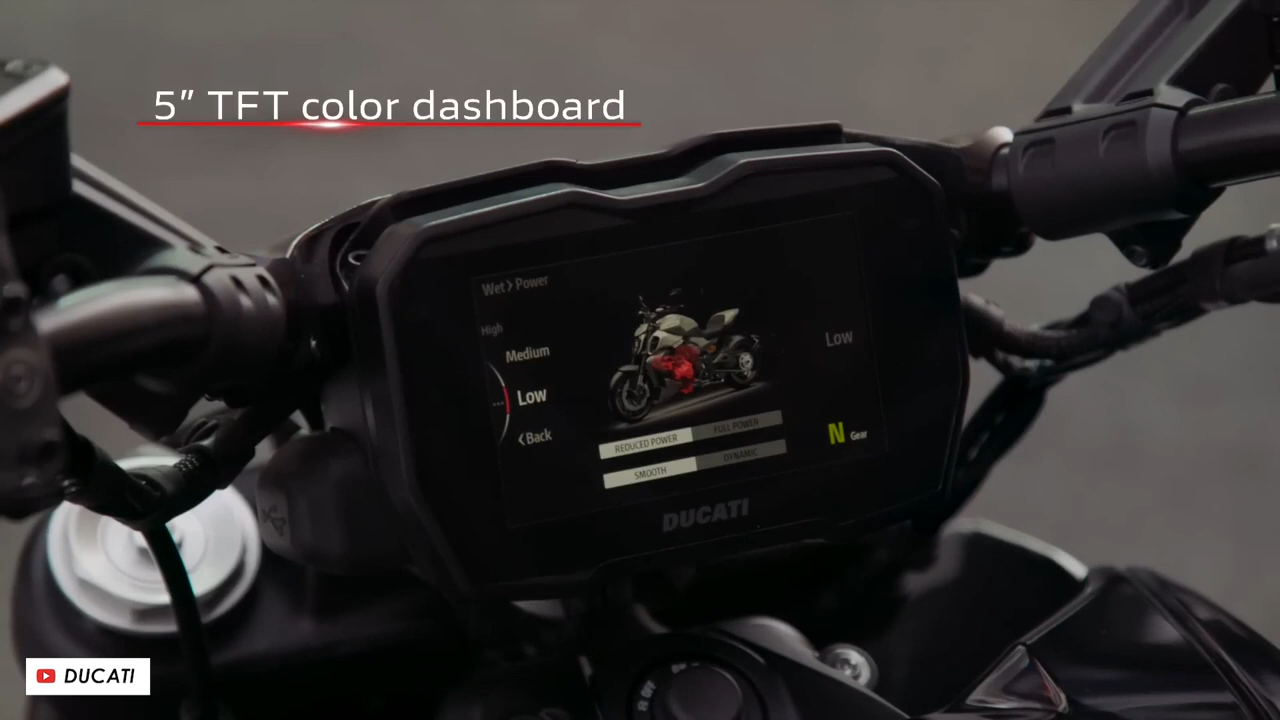 5″ TFT color dashboard
Wet > Power
High
Medium
Low
Low
<Back
REDUCED POWER FULL POWER
SMOOTH DYNAMIC
N Gear
DUCATI
OFF
DUCATI